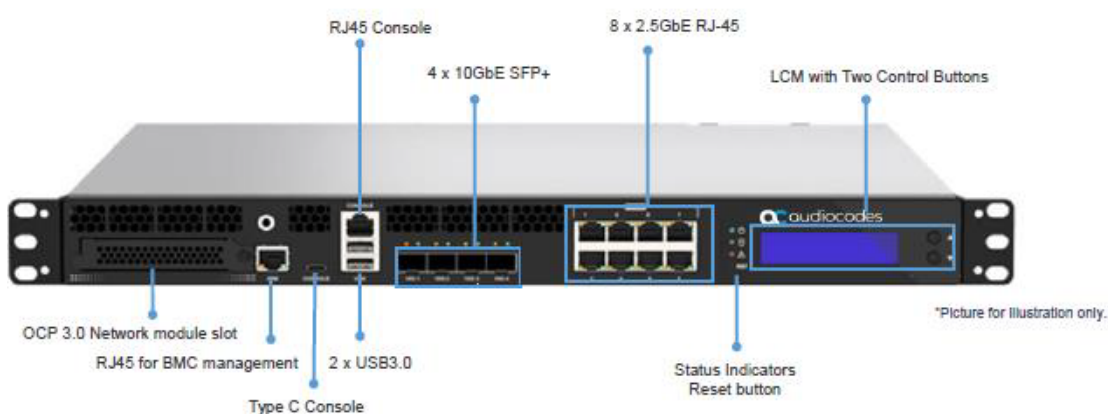 RJ45 Console
8 x 2.5GbE RJ-45
4 x 10GbE SFP+
LCM with Two Control Buttons
CONSOLE
audiocodes
*Picture for illustration only.
OCP 3.0 Network module slot
RJ45 for BMC management
2 x USB3.0
Status Indicators
Reset button
Type C Console